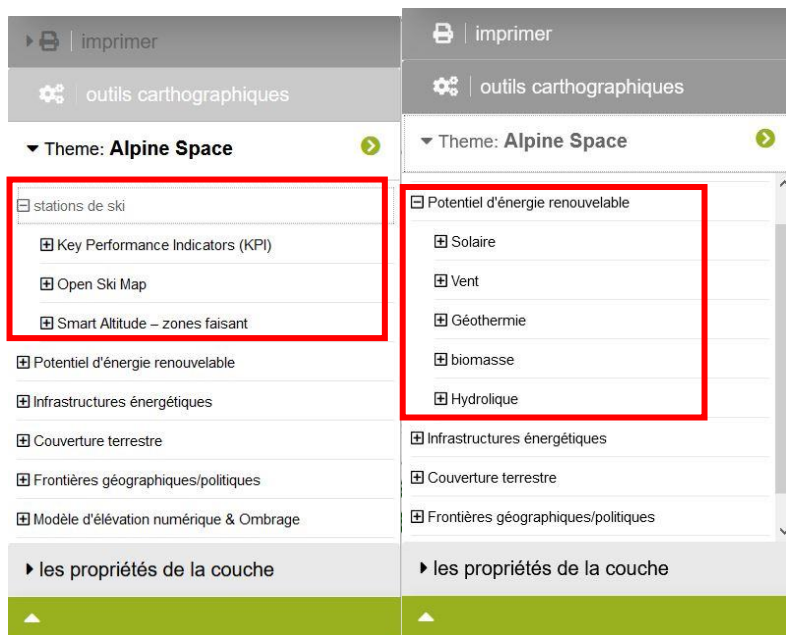 imprimer
outils carthographiques
Theme: Alpine Space
stations de ski
Key Performance Indicators (KPI)
Open Ski Map
Smart Altitude – zones faisant
Potentiel d'énergie renouvelable
Infrastructures énergétiques
Couverture terrestre
Frontières géographiques/politiques
Modèle d'élévation numérique & Ombrage
les propriétés de la couche
imprimer
outils carthographiques
Theme: Alpine Space
Potentiel d'énergie renouvelable
Solaire
Vent
Géothermie
biomasse
Hydrolique
Infrastructures énergétiques
Couverture terrestre
Frontières géographiques/politiques
les propriétés de la couche